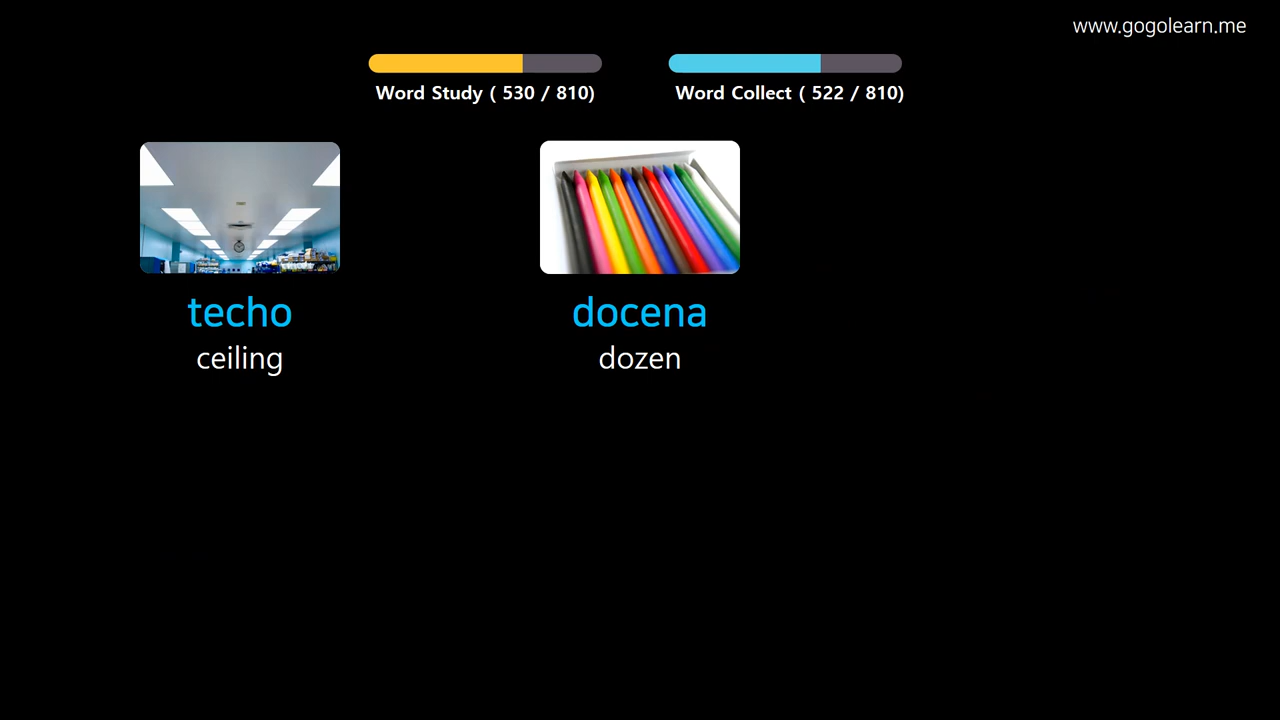 www.gogolearn.me
Word Study ( 530 / 810)
Word Collect ( 522 / 810)
techo
ceiling
docena
dozen